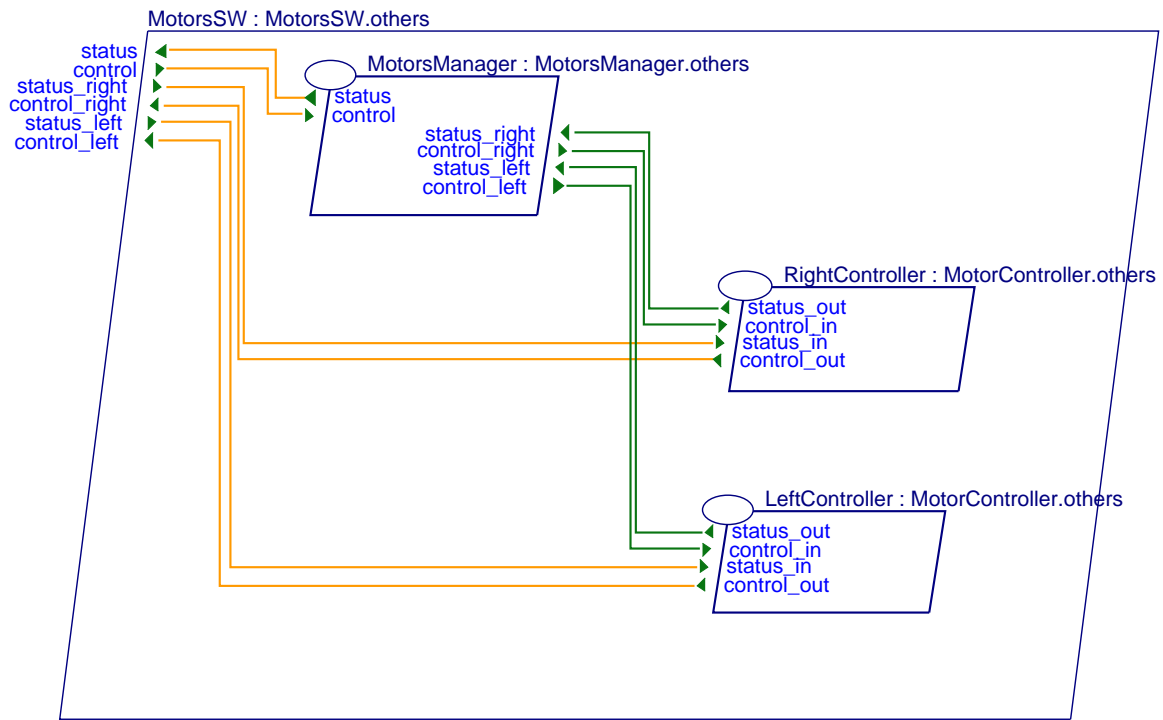 MotorsSW : MotorsSW.others
status
control
status_right
control_right
status_left
control_left
MotorsManager : MotorsManager.others
status
control
status_right
control_right
status_left
control_left
RightController : MotorController.others
status_out
control_in
status_in
control_out
LeftController : MotorController.others
status_out
control_in
status_in
control_out